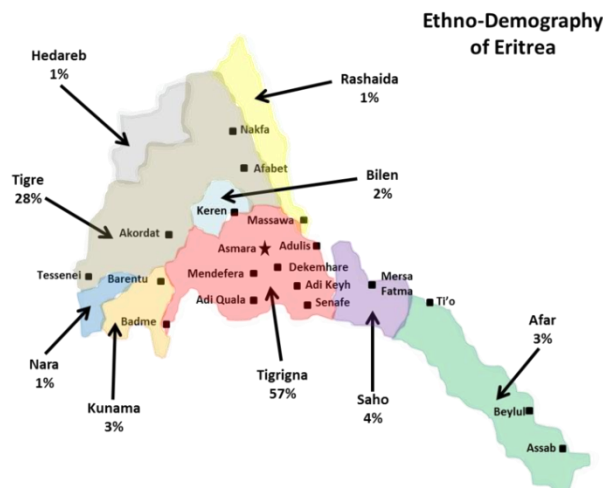 Ethno-Demography
of Eritrea
Hedareb
1%
Rashaida
1%
Nakfa
Afabet
Bilen
2%
Tigre
28%
Keren
Massawa
Akordat
Asmara
Adulis
Tessenei
Barentu
Mendefera
Dekemhare
Adi Keyh
Mersa
Fatma
Adi Quala
Senafe
Ti'o
Badme
Afar
3%
Nara
1%
Tigrigna
57%
Saho
4%
Kunama
3%
Beylul
Assab